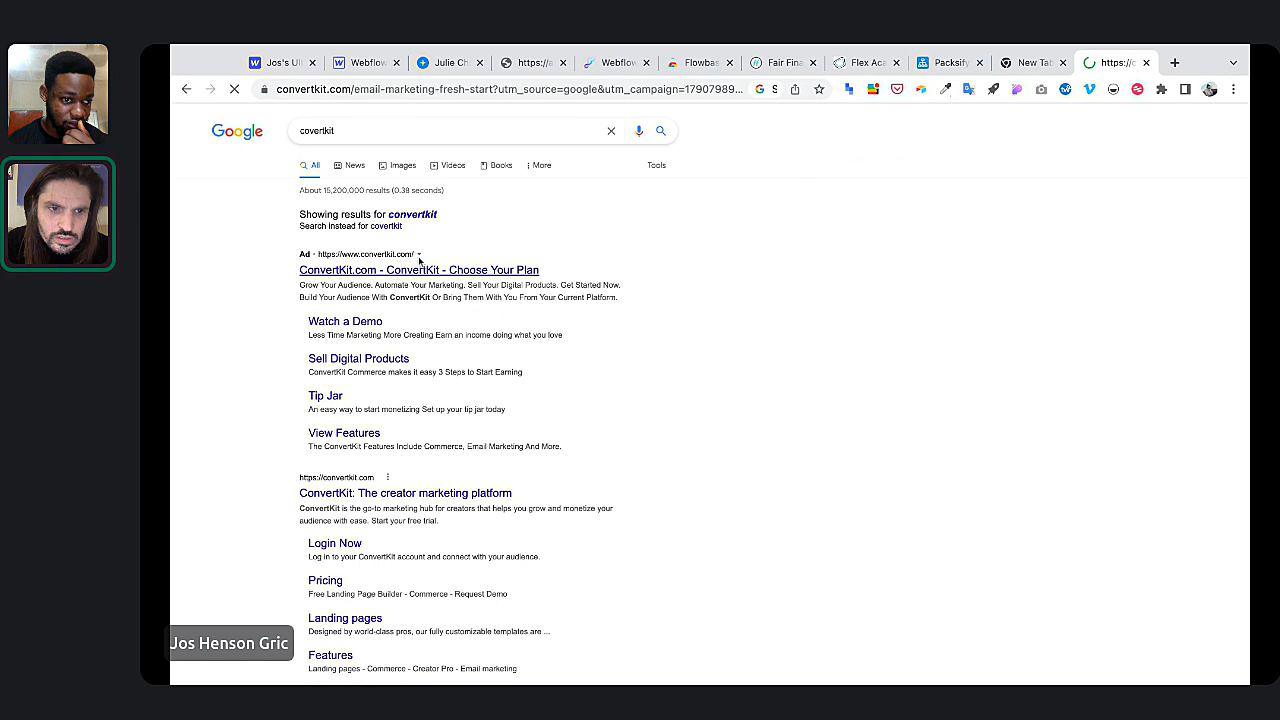 Jos's Ul
Webflow
Julie Ch
https://a
Webflow
Flowbas
Fair Fina
Flex Aca
Packsify
New Tab
https://c
convertkit.com/email-marketing-fresh-start?utm_source=google&utm_campaign=17907989...
Google
covertkit
All
News
Images
Videos
Books
More
Tools
About 15,200,000 results (0.38 seconds)
Showing results for convertkit
Search instead for covertkit
Ad · https://www.convertkit.com/
ConvertKit.com - ConvertKit - Choose Your Plan
Grow Your Audience. Automate Your Marketing. Sell Your Digital Products. Get Started Now.
Build Your Audience With ConvertKit Or Bring Them With You From Your Current Platform.
Watch a Demo
Less Time Marketing More Creating Earn an income doing what you love
Sell Digital Products
ConvertKit Commerce makes it easy 3 Steps to Start Earning
Tip Jar
An easy way to start monetizing Set up your tip jar today
View Features
The ConvertKit Features Include Commerce, Email Marketing And More.
https://convertkit.com
ConvertKit: The creator marketing platform
ConvertKit is the go-to marketing hub for creators that helps you grow and monetize your
audience with ease. Start your free trial.
Login Now
Log in to your ConvertKit account and connect with your audience.
Pricing
Free Landing Page Builder - Commerce - Request Demo
Landing pages
Designed by world-class pros, our fully customizable templates are ...
Features
Landing pages - Commerce - Creator Pro - Email marketing
Jos Henson Gric